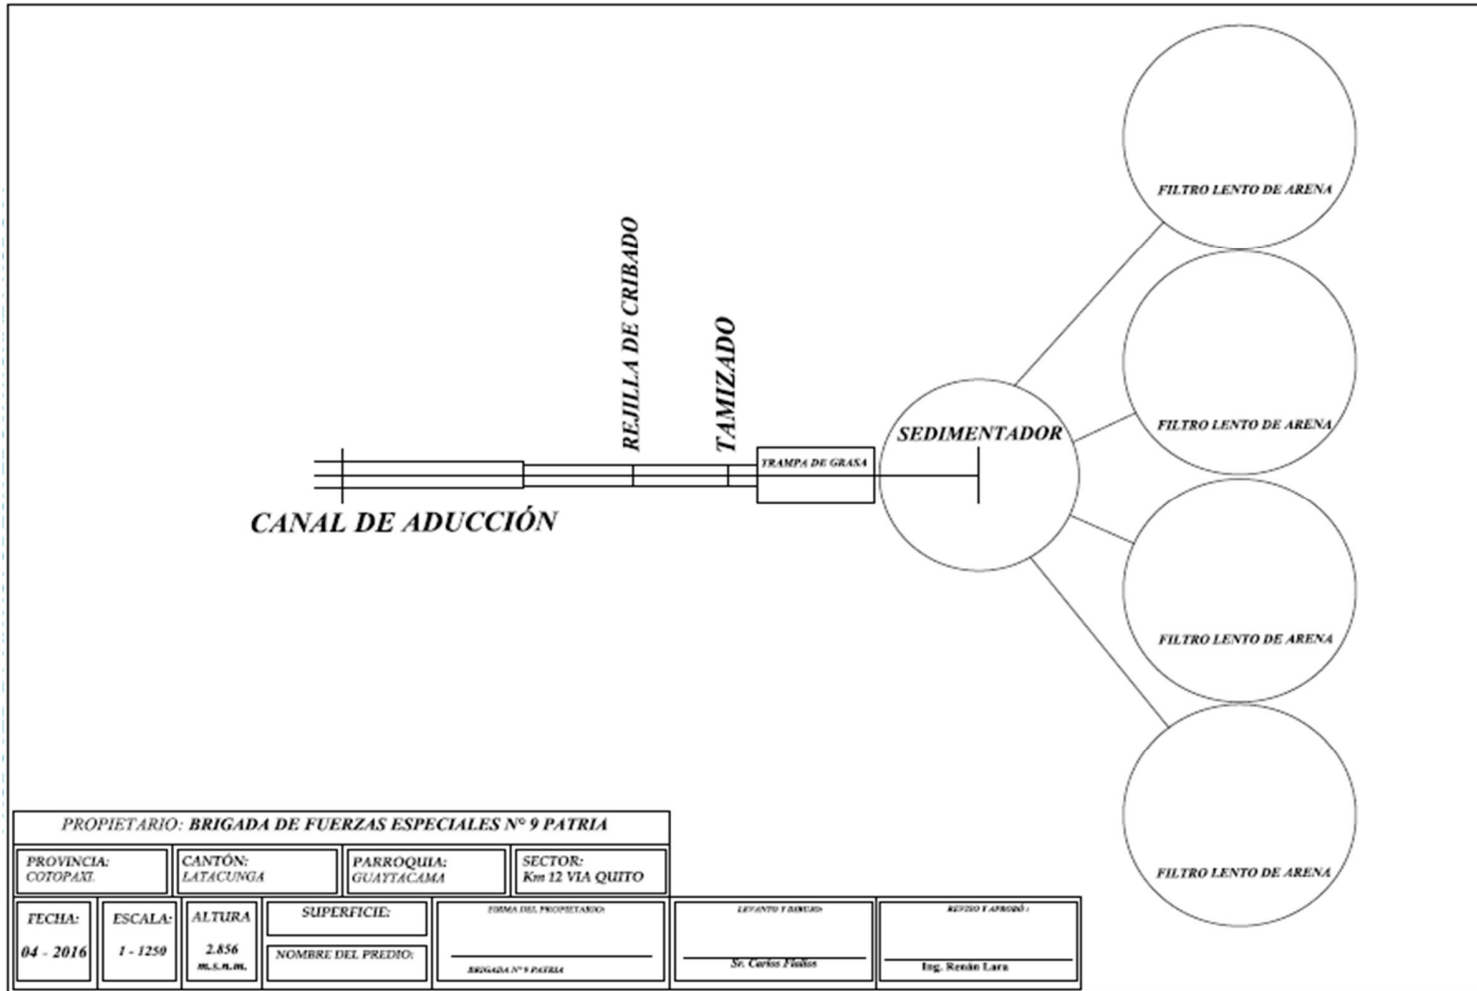 FILTRO LENTO DE ARENA
REJILLA DE CRIBADO
TAMIZADO
FILTRO LENTO DE ARENA
SEDIMENTADOR
TRAMPA DE GRASA
CANAL DE ADUCCIÓN
FILTRO LENTO DE ARENA
FILTRO LENTO DE ARENA
PROPIETARIO: BRIGADA DE FUERZAS ESPECIALES Nº 9 PATRIA
PROVINCIA:
COTOPAXI.
CANTÓN:
LATACUNGA
PARROQUIA:
GUAYTACAMA
SECTOR:
Km 12 VIA QUITO
FECHA:
04 - 2016
ESCALA:
1 - 1250
ALTURA
2.856
m.s.n.m.
SUPERFICIE:
NOMBRE DEL PREDIO:
FIRMA DEL PROPIETARIO:
BRIGADA Nº 9 PATRIA
LEVANTO Y DIBUJO:
Sr. Carlos
REVISO Y APROBÓ :
Ing. Renán Lara